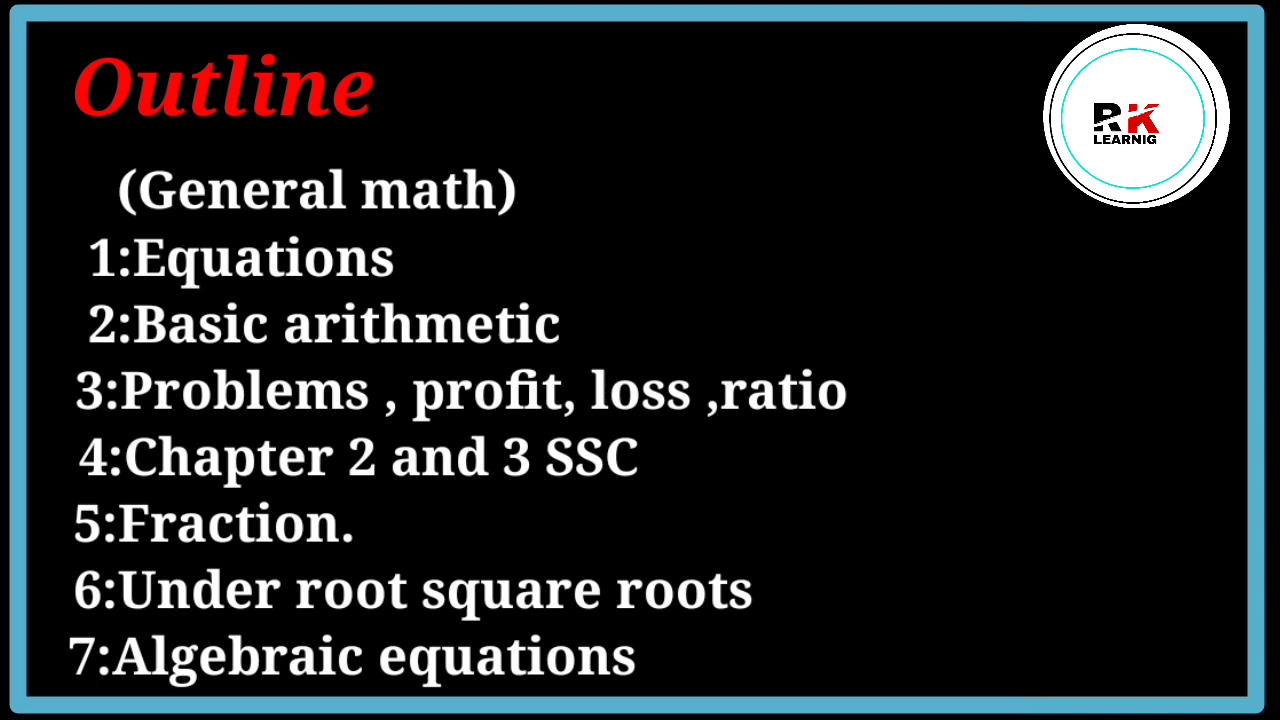 Outline
RK
LEARNIG
(General math)
1:Equations
2:Basic arithmetic
3:Problems , profit, loss ,ratio
4:Chapter 2 and 3 SSC
5:Fraction.
6:Under root square roots
7:Algebraic equations